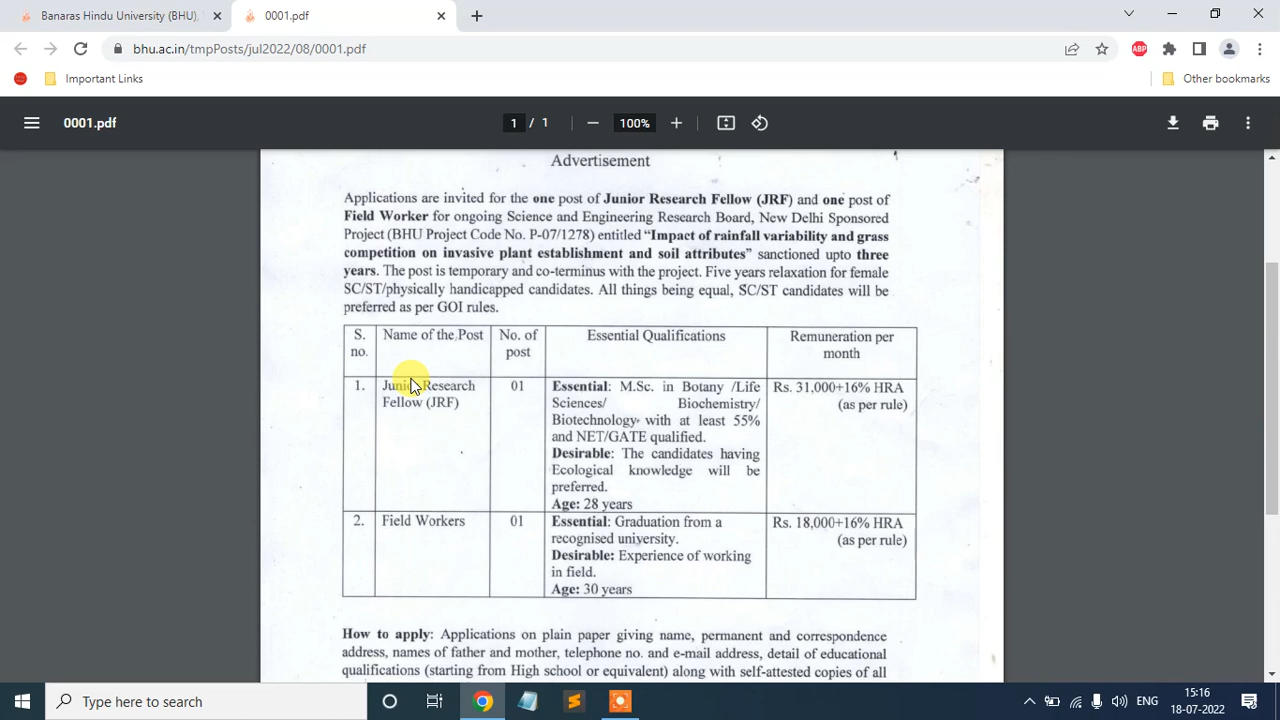 Banaras Hindu University (BHU),
0001.pdf
bhu.ac.in/tmpPosts/jul2022/08/0001.pdf
ABP
Important Links
Other bookmarks
0001.pdf
1 / 1
100%
Advertisement
Applications are invited for the one post of Junior Research Fellow (JRF) and one post of
Field Worker for ongoing Science and Engineering Research Board, New Delhi Sponsored
Project (BHU Project Code No. P-07/1278) entitled “Impact of rainfall variability and grass
competition on invasive plant establishment and soil attributes” sanctioned upto three
years. The post is temporary and co-terminus with the project. Five years relaxation for female
SC/ST/physically handicapped candidates. All things being equal, SC/ST candidates will be
preferred as per GOI rules.
S. no.
Name of the Post
No. of post
Essential Qualifications
Remuneration per month
1.
Junior Research
Fellow (JRF)
01
Essential: M.Sc. in Botany /Life
Sciences/ Biochemistry/
Biotechnology with at least 55%
and NET/GATE qualified.
Desirable: The candidates having
Ecological knowledge will be
preferred.
Age: 28 years
Rs. 31,000+16% HRA
(as per rule)
2.
Field Workers
01
Essential: Graduation from a
recognised university.
Desirable: Experience of working
in field.
Age: 30 years
Rs. 18,000+16% HRA
(as per rule)
How to apply: Applications on plain paper giving name, permanent and correspondence
address, names of father and mother, telephone no. and e-mail address, detail of educational
qualifications (starting from High school or equivalent) along with self-attested copies of all
Type here to search
ENG
15:16
18-07-2022